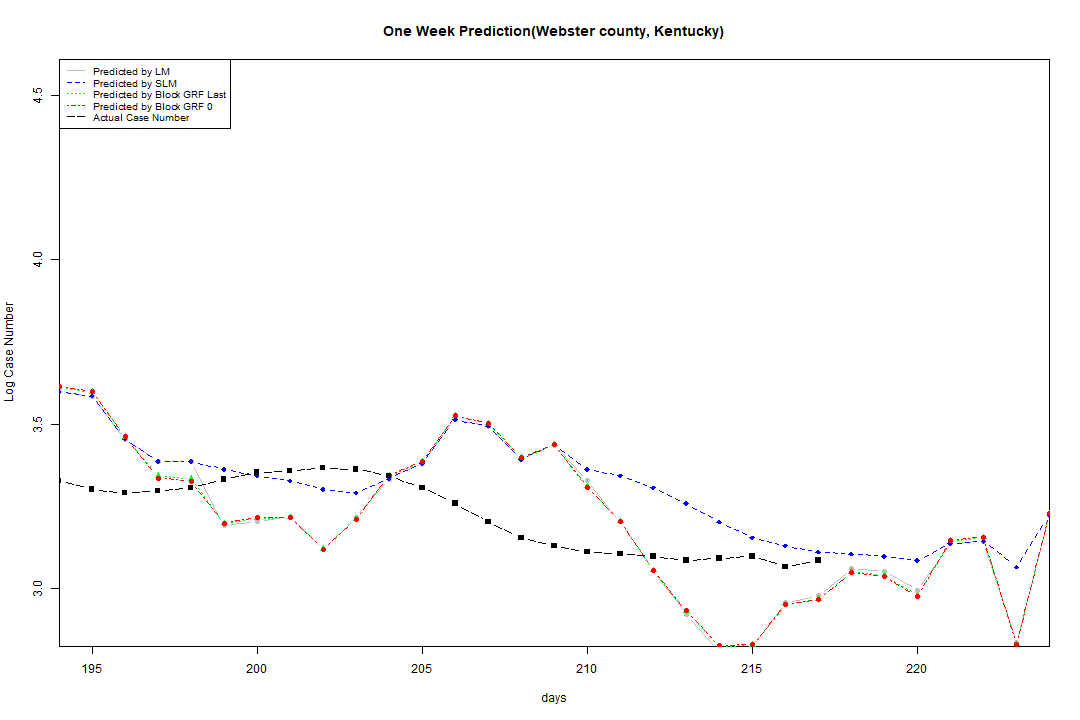 One Week Prediction(Webster county, Kentucky)
Predicted by LM
Predicted by SLM
Predicted by Block GRF Last
Predicted by Block GRF 0
Actual Case Number
4.5
4.0
3.5
3.0
Log Case Number
195 200 205 210 215 220
days